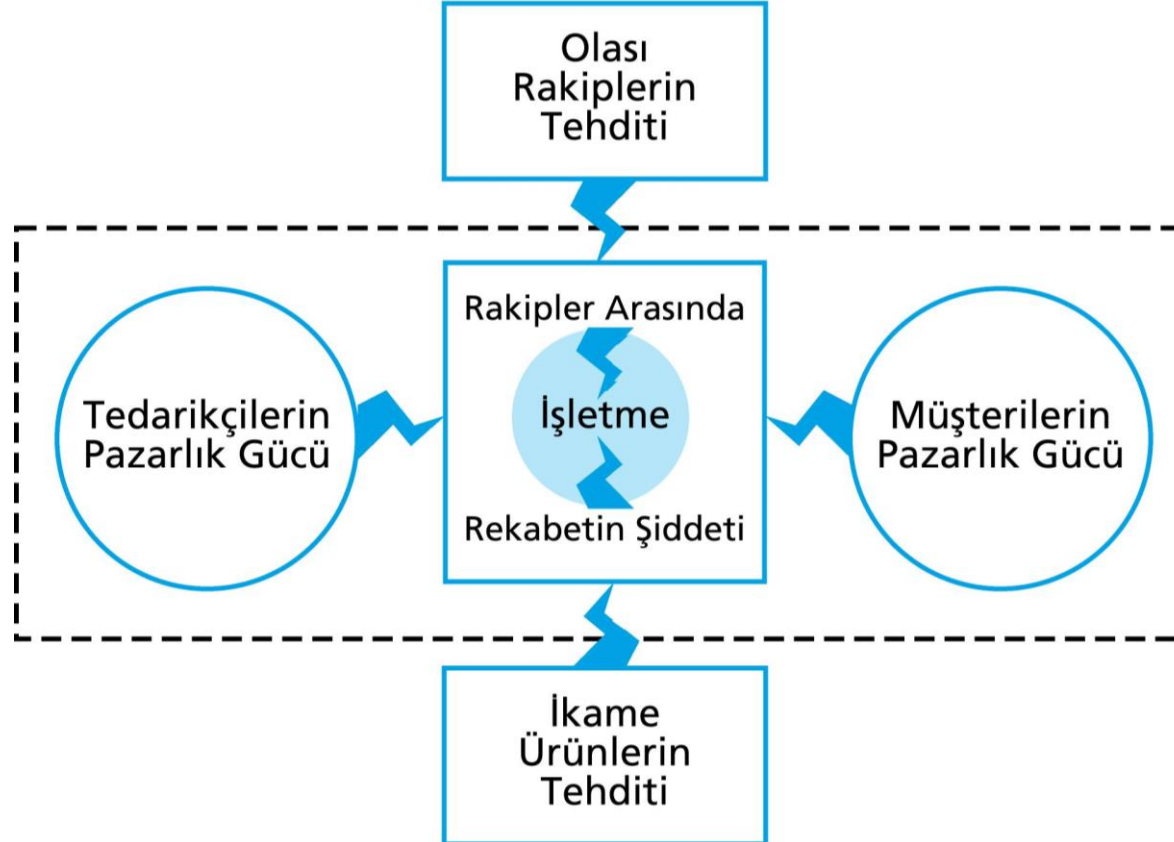 Olası
Rakiplerin
Tehditi
Rakipler Arasında
Tedarikçilerin
Pazarlık Gücü
İşletme
Müşterilerin
Pazarlık Gücü
Rekabetin Şiddeti
İkame
Ürünlerin
Tehditi